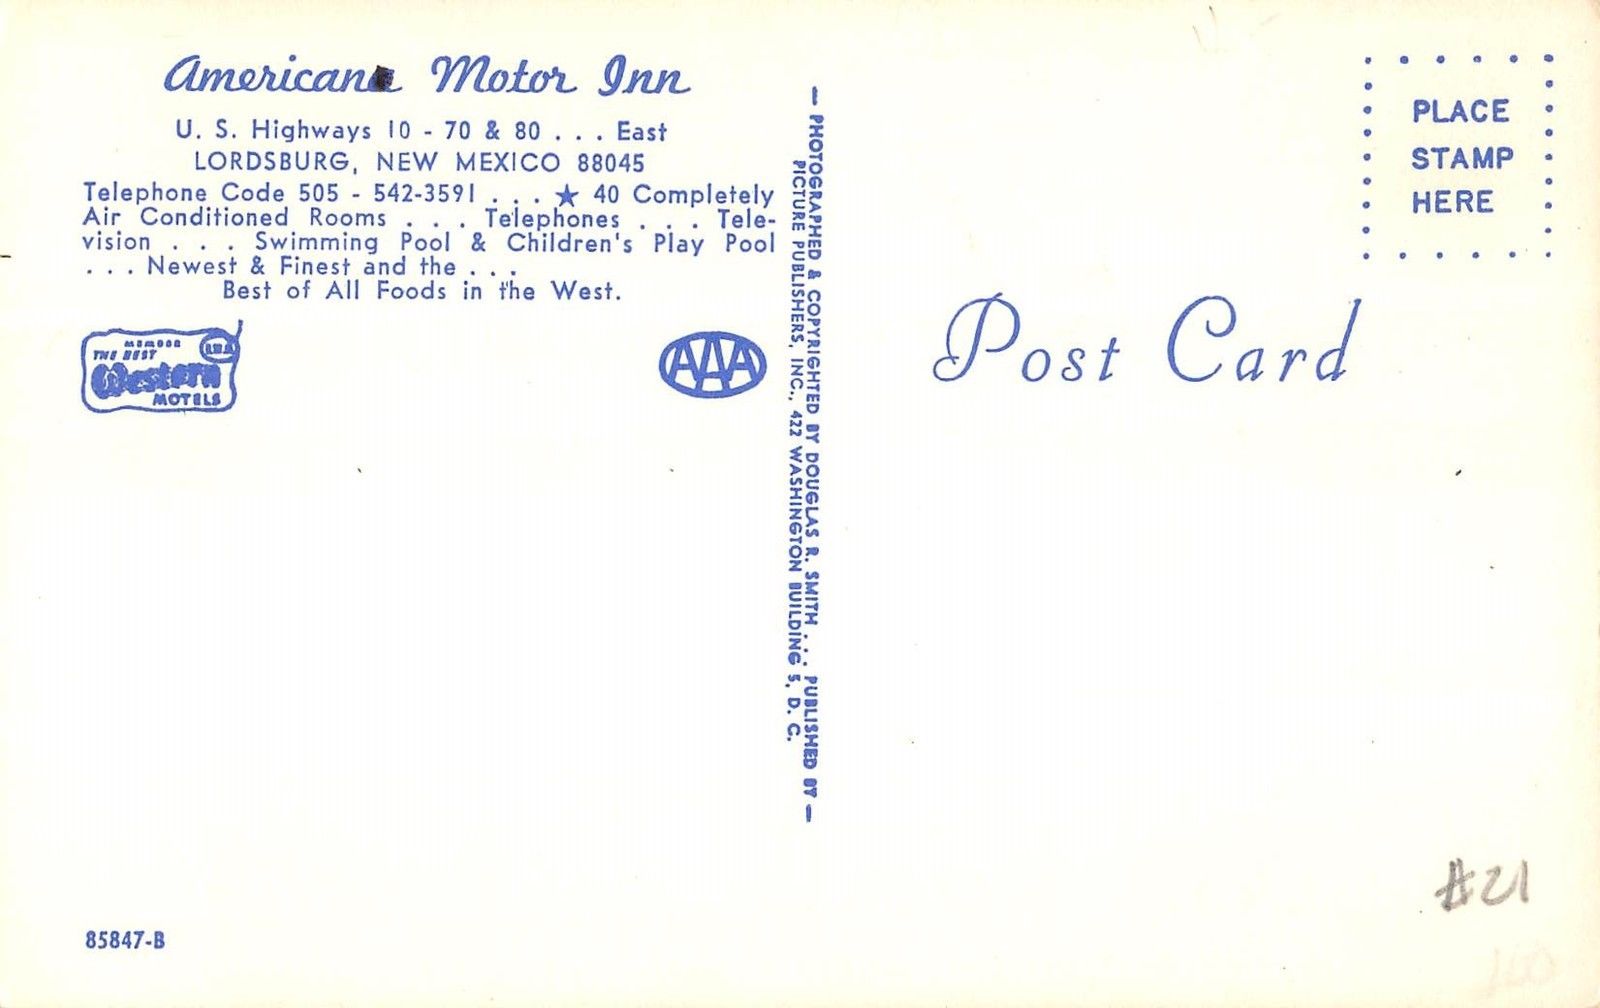 Americana Motor Inn
U. S. Highways 10 - 70 & 80 . . . East
LORDSBURG, NEW MEXICO 88045
Telephone Code 505 - 542-3591 . . . ★ 40 Completely
Air Conditioned Rooms . . . Telephones . . . Tele-
vision . . . Swimming Pool & Children's Play Pool
. . . Newest & Finest and the . . .
Best of All Foods in the West.
MEMBER
THE BEST
Western
MOTELS
AAA
— PHOTOGRAPHED & COPYRIGHTED BY DOUGLAS R. SMITH . . . PUBLISHED BY —
PICTURE PUBLISHERS, INC., 422 WASHINGTON BUILDING 5, D. C.
PLACE
STAMP
HERE
Post Card
#21
85847-B